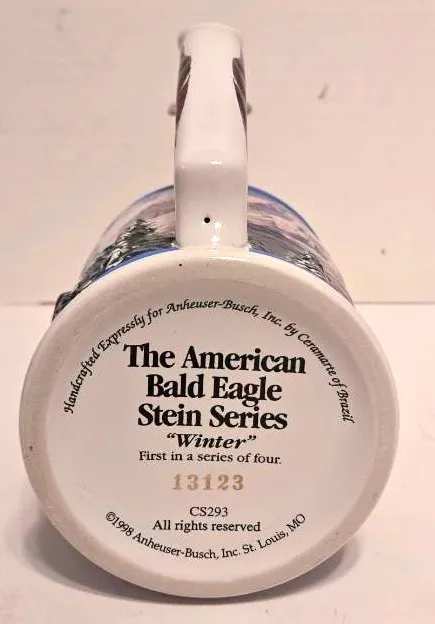 Handcrafted Expressly for Anheuser-Busch, Inc. by Ceramarte of Brazil
The American
Bald Eagle
Stein Series
"Winter"
First in a series of four.
13123
CS293
All rights reserved
©1998 Anheuser-Busch, Inc. St. Louis, MO